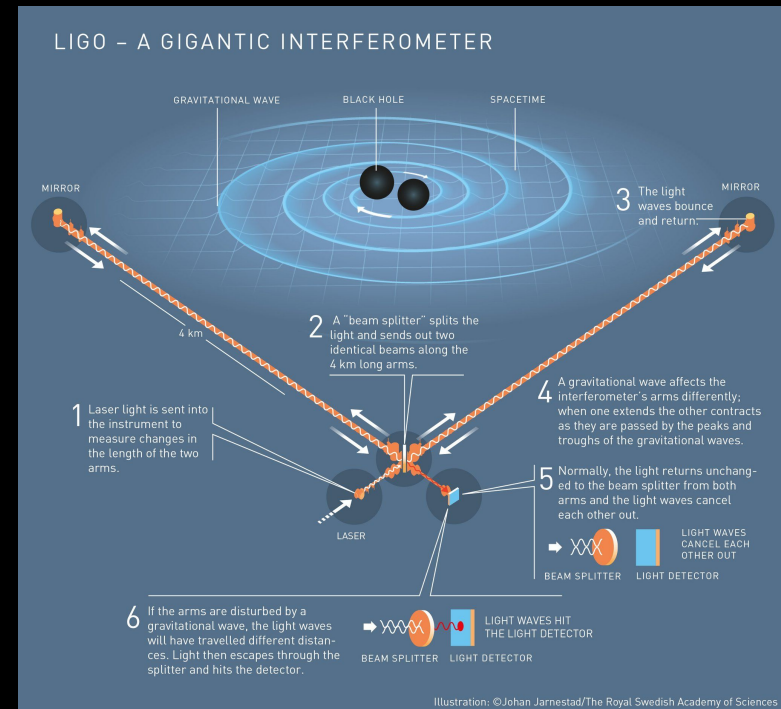 LIGO – A GIGANTIC INTERFEROMETER
GRAVITATIONAL WAVE
BLACK HOLE
SPACETIME
MIRROR
MIRROR
3 The light
waves bounce
and return.
4 km
2 A "beam splitter" splits the
light and sends out two
identical beams along the
4 km long arms.
1 Laser light is sent into
the instrument to
measure changes in
the length of the two
arms.
4 A gravitational wave affects the
interferometer's arms differently;
when one extends the other contracts
as they are passed by the peaks and
troughs of the gravitational waves.
5 Normally, the light returns unchang-
ed to the beam splitter from both
arms and the light waves cancel
each other out.
LASER
LIGHT WAVES
CANCEL EACH
OTHER OUT
BEAM SPLITTER
LIGHT DETECTOR
6 If the arms are disturbed by a
gravitational wave, the light waves
will have travelled different distan-
ces. Light then escapes through the
splitter and hits the detector.
LIGHT WAVES HIT
THE LIGHT DETECTOR
BEAM SPLITTER
LIGHT DETECTOR
Illustration: ©Johan Jarnestad/The Royal Swedish Academy of Sciences